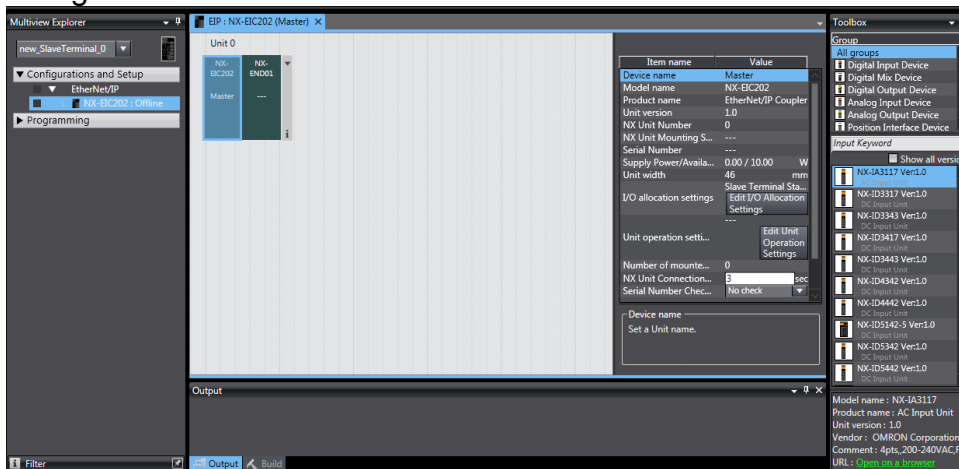 Multiview Explorer
new_SlaveTerminal_0
Configurations and Setup
EtherNet/IP
NX-EIC202 : Offline
Programming
Filter
EIP : NX-EIC202 (Master)
Unit 0
NX-
EIC202
Master
NX-
END01
---
i
Item name Value
Device name Master
Model name NX-EIC202
Product name EtherNet/IP Coupler
Unit version 1.0
NX Unit Number 0
NX Unit Mounting S... ---
Serial Number ---
Supply Power/Availa... 0.00 / 10.00 W
Unit width 46 mm
I/O allocation settings Slave Terminal Sta...
Edit I/O Allocation
Settings
---
Unit operation setti... Edit Unit
Operation
Settings
Number of mounte... 0
NX Unit Connection... 3 sec
Serial Number Chec... No check
Device name
Set a Unit name.
Output
Output Build
Toolbox
Group
All groups
Digital Input Device
Digital Mix Device
Digital Output Device
Analog Input Device
Analog Output Device
Position Interface Device
Input Keyword
Show all versio
NX-IA3117 Ver:1.0
AC Input Unit
NX-ID3317 Ver:1.0
DC Input Unit
NX-ID3343 Ver:1.0
DC Input Unit
NX-ID3417 Ver:1.0
DC Input Unit
NX-ID3443 Ver:1.0
DC Input Unit
NX-ID4342 Ver:1.0
DC Input Unit
NX-ID4442 Ver:1.0
DC Input Unit
NX-ID5142-5 Ver:1.0
DC Input Unit
NX-ID5342 Ver:1.0
DC Input Unit
NX-ID5442 Ver:1.0
DC Input Unit
Model name : NX-IA3117
Product name : AC Input Unit
Unit version : 1.0
Vendor : OMRON Corporation
Comment : 4pts,,200-240VAC,F
URL : Open on a browser